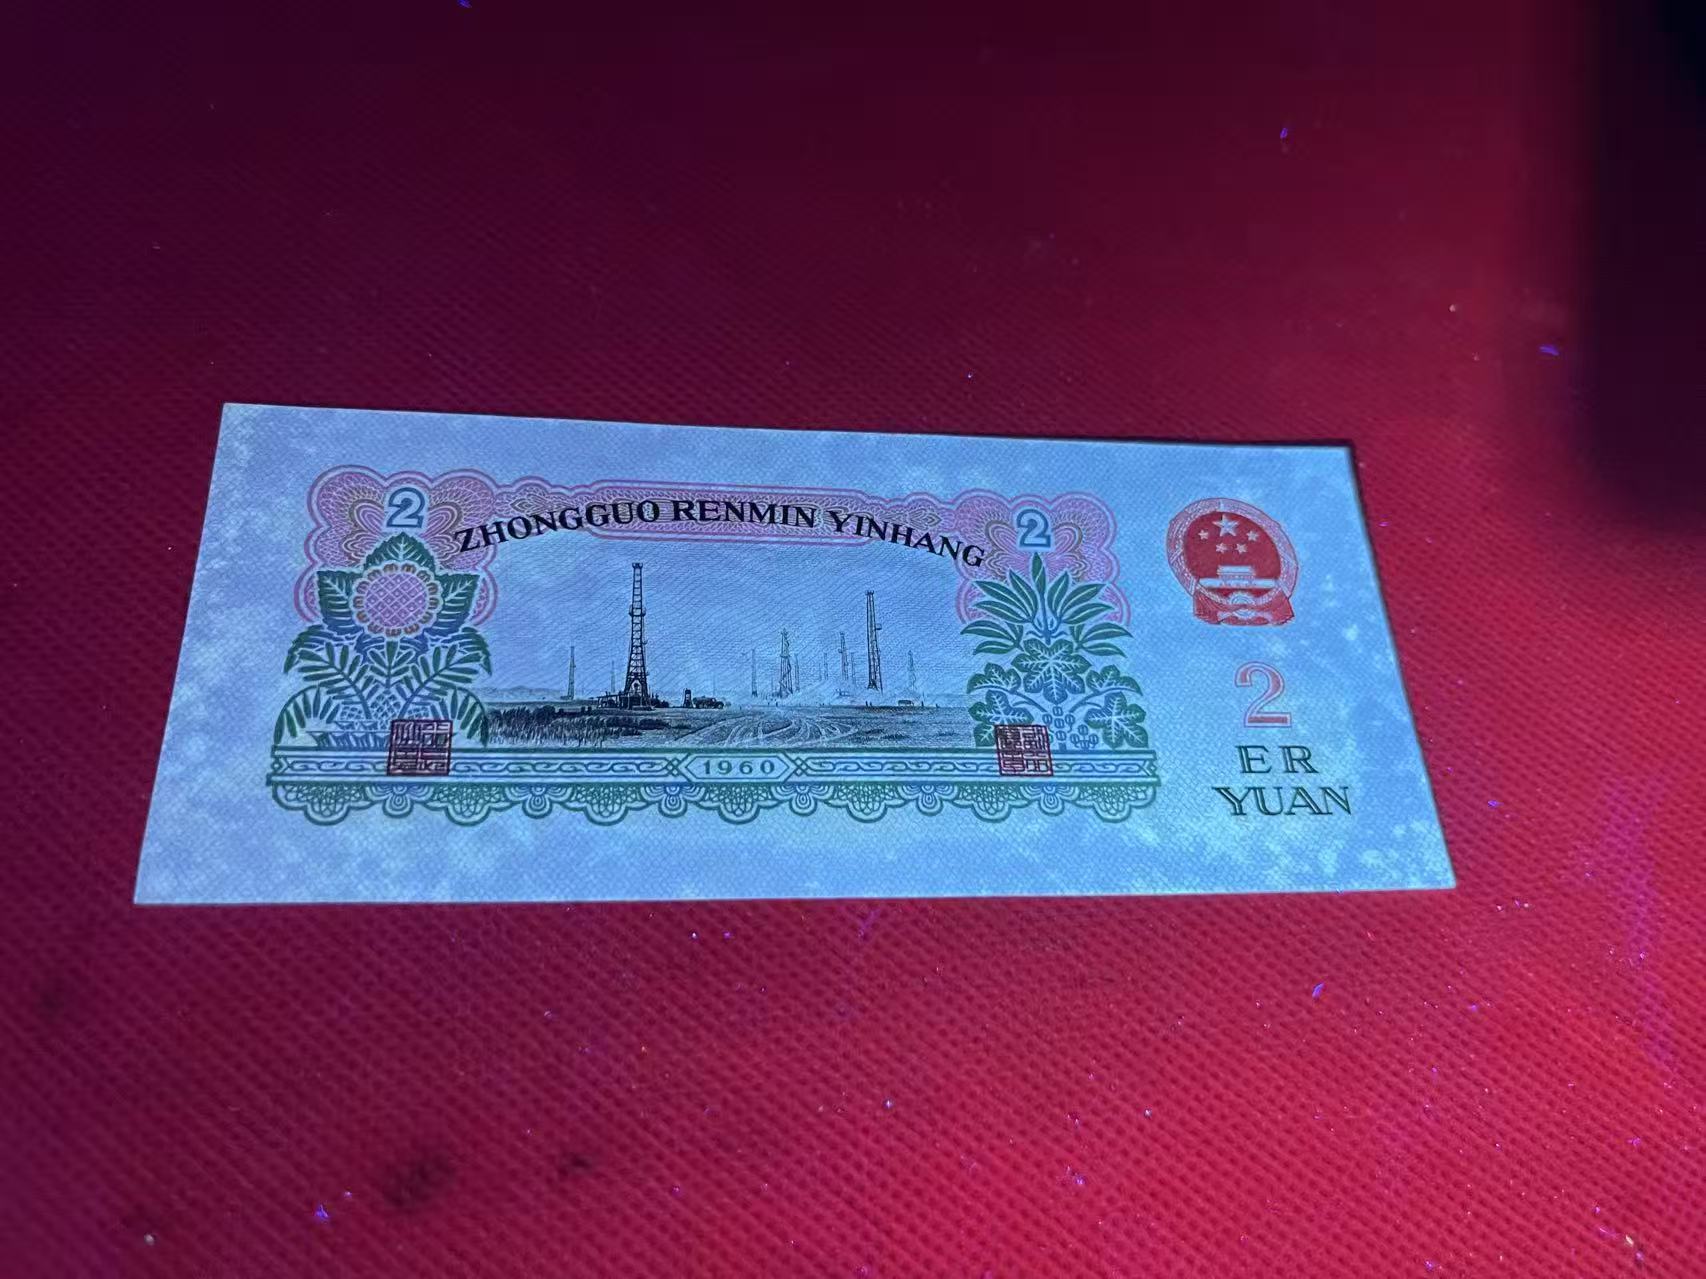 2
ZHONGGUO RENMIN YINHANG
2
1960
2
ER
YUAN